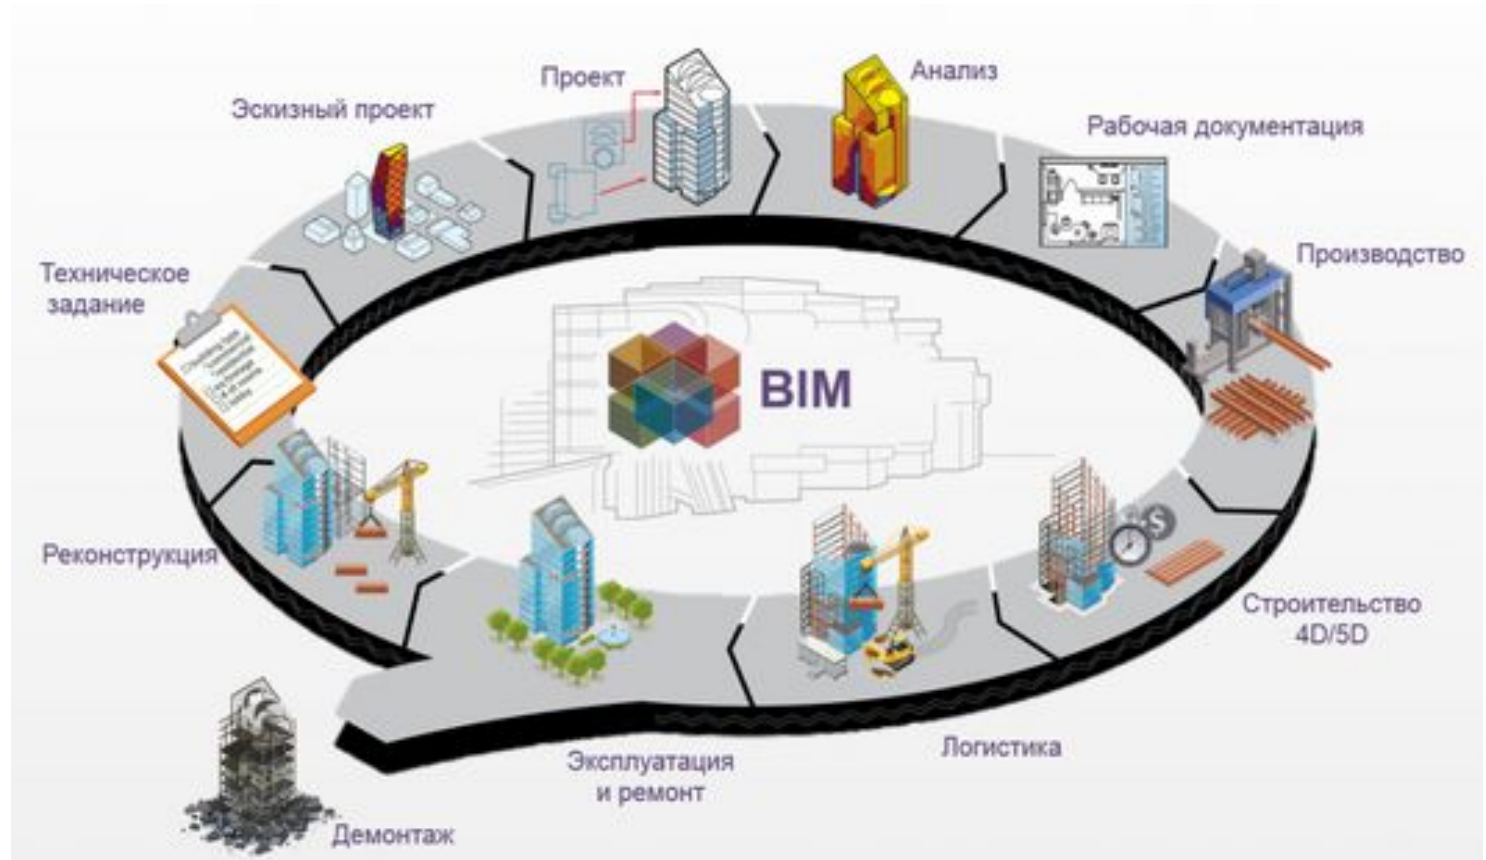 Проект
Анализ
Эскизный проект
Рабочая документация
Техническое
задание
Производство
BIM
Реконструкция
Строительство
4D/5D
Логистика
Эксплуатация
и ремонт
Демонтаж